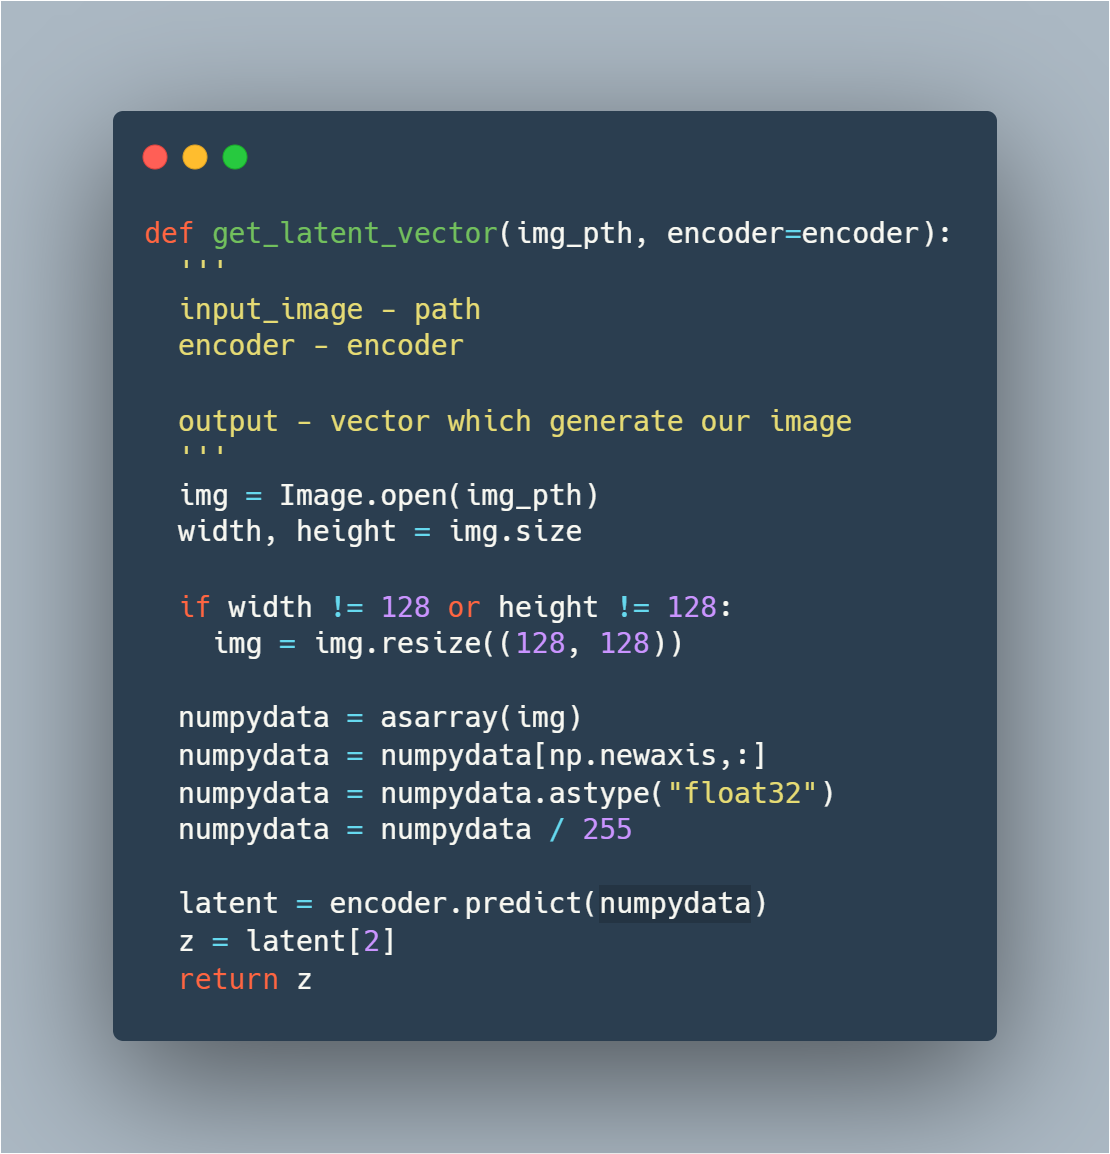 def get_latent_vector(img_pth, encoder=encoder):
  '''
  input_image - path
  encoder - encoder

  output - vector which generate our image
  '''
  img = Image.open(img_pth)
  width, height = img.size

  if width != 128 or height != 128:
    img = img.resize((128, 128))

  numpydata = asarray(img)
  numpydata = numpydata[np.newaxis,:]
  numpydata = numpydata.astype("float32")
  numpydata = numpydata / 255

  latent = encoder.predict(numpydata)
  z = latent[2]
  return z